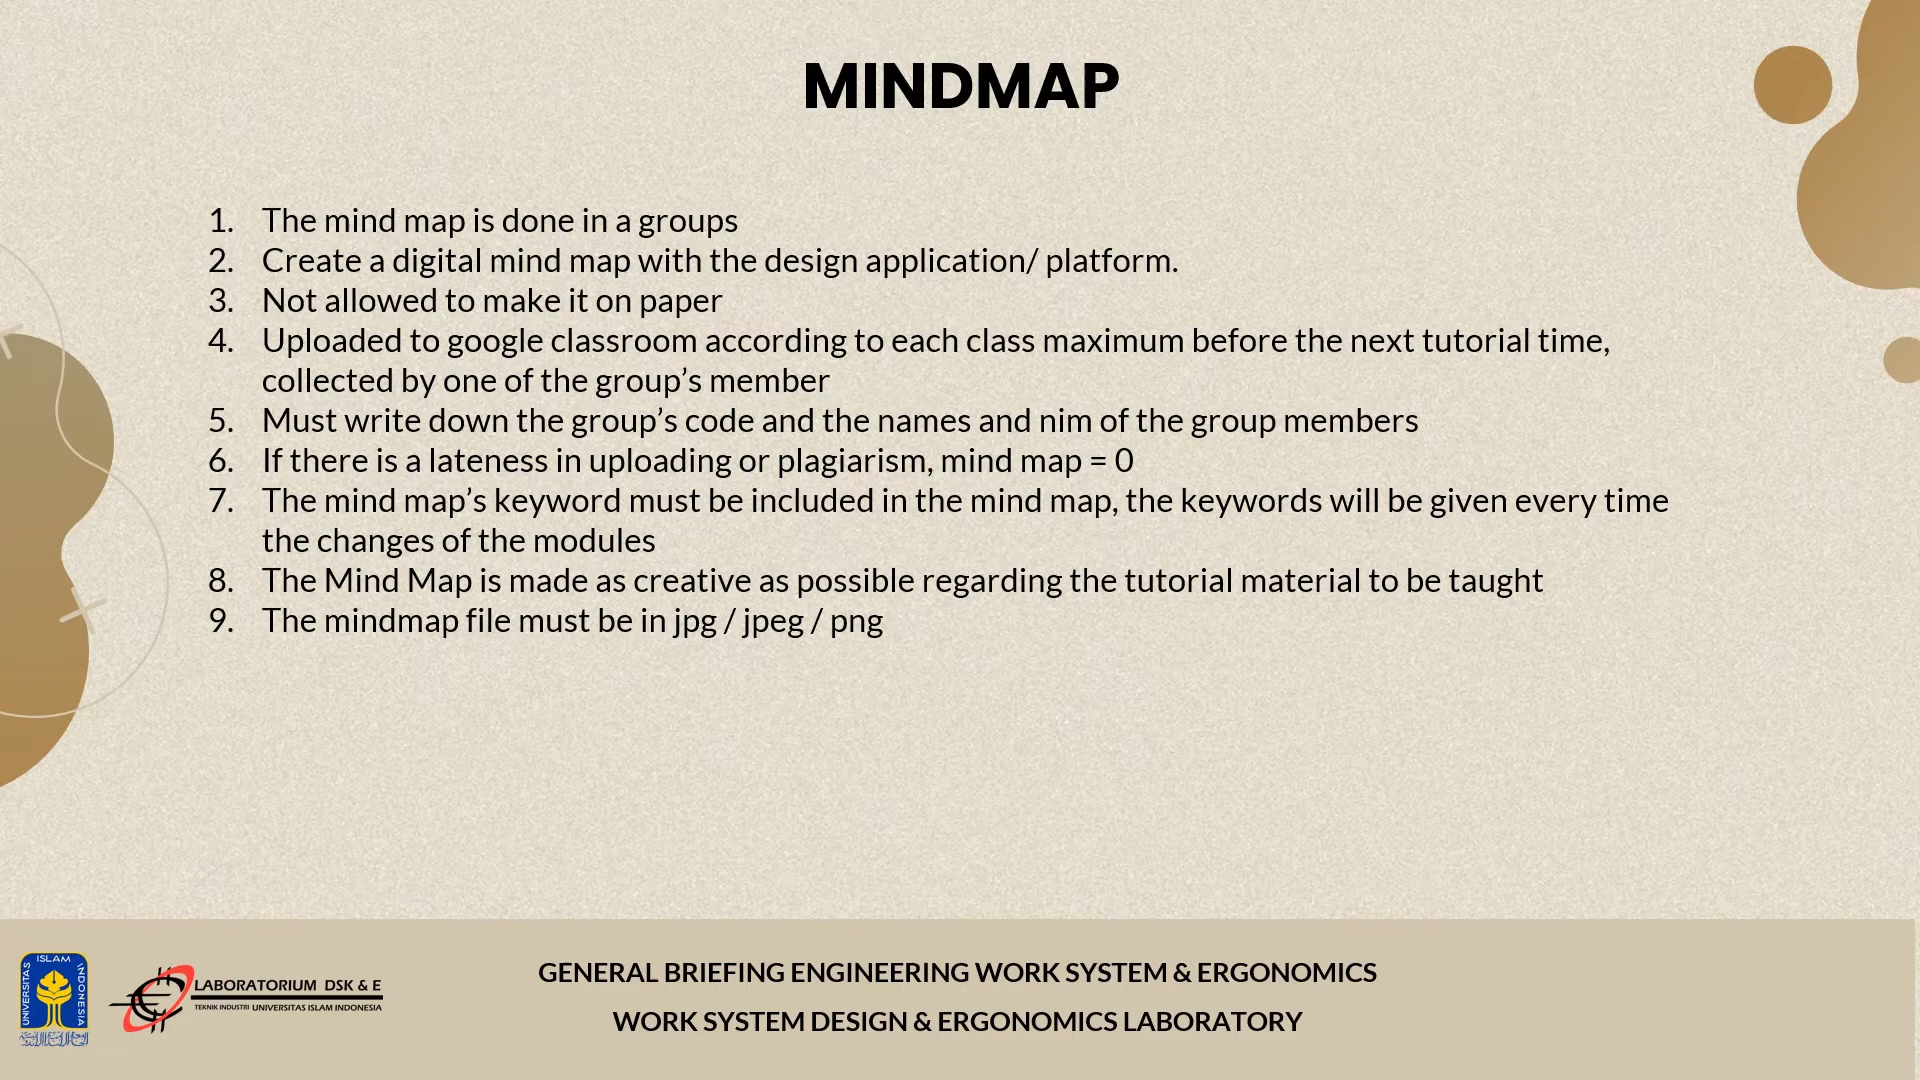 MINDMAP
1. The mind map is done in a groups
2. Create a digital mind map with the design application/ platform.
3. Not allowed to make it on paper
4. Uploaded to google classroom according to each class maximum before the next tutorial time,
collected by one of the group’s member
5. Must write down the group’s code and the names and nim of the group members
6. If there is a lateness in uploading or plagiarism, mind map = 0
7. The mind map’s keyword must be included in the mind map, the keywords will be given every time
the changes of the modules
8. The Mind Map is made as creative as possible regarding the tutorial material to be taught
9. The mindmap file must be in jpg / jpeg / png
UNIVERSITAS ISLAM INDONESIA
LABORATORIUM DSK & E
TEKNIK INDUSTRI UNIVERSITAS ISLAM INDONESIA
GENERAL BRIEFING ENGINEERING WORK SYSTEM & ERGONOMICS
WORK SYSTEM DESIGN & ERGONOMICS LABORATORY